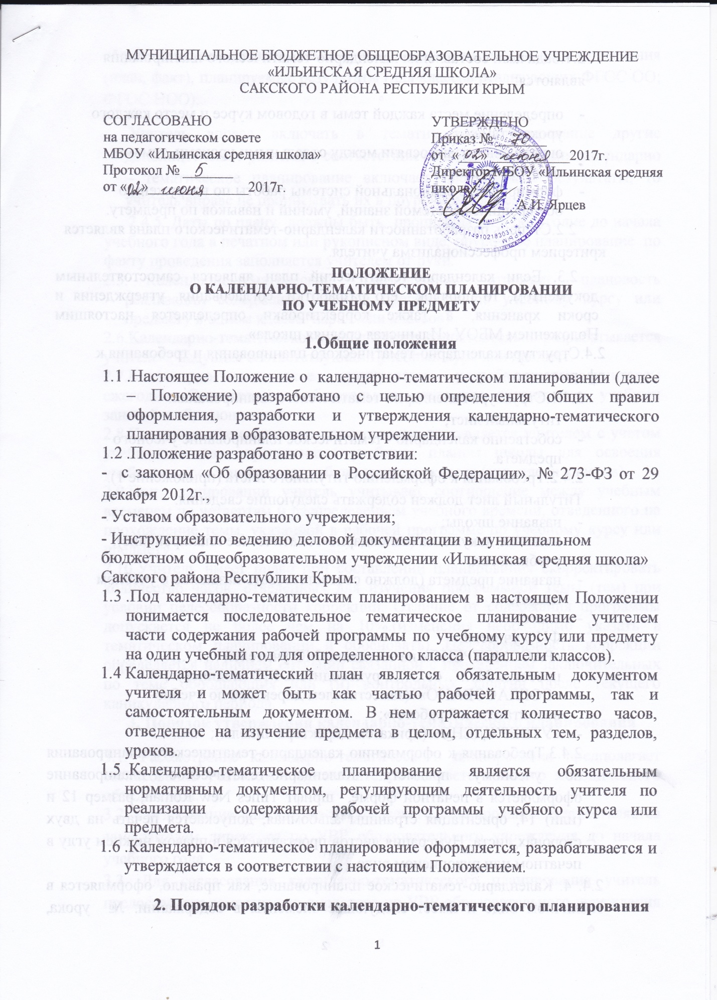 МУНИЦИПАЛЬНОЕ БЮДЖЕТНОЕ ОБЩЕОБРАЗОВАТЕЛЬНОЕ УЧРЕЖДЕНИЕ
«ИЛЬИНСКАЯ СРЕДНЯЯ ШКОЛА»
САКСКОГО РАЙОНА РЕСПУБЛИКИ КРЫМ
СОГЛАСОВАНО
на педагогическом совете
МБОУ «Ильинская средняя школа»
Протокол № 5
от «02» июня 2017г.
УТВЕРЖДЕНО
Приказ № 70
от «02» июня 2017г.
Директор МБОУ «Ильинская средняя
школа»
А.И. Ярцев
ОГРН 1149102183031
ПОЛОЖЕНИЕ
О КАЛЕНДАРНО-ТЕМАТИЧЕСКОМ ПЛАНИРОВАНИИ
ПО УЧЕБНОМУ ПРЕДМЕТУ
1.Общие положения
1.1 .Настоящее Положение о календарно-тематическом планировании (далее
– Положение) разработано с целью определения общих правил
оформления, разработки и утверждения календарно-тематического
планирования в образовательном учреждении.
1.2 .Положение разработано в соответствии:
- с законом «Об образовании в Российской Федерации», № 273-ФЗ от 29
декабря 2012г.,
- Уставом образовательного учреждения;
- Инструкцией по ведению деловой документации в муниципальном
бюджетном общеобразовательном учреждении «Ильинская средняя школа»
Сакского района Республики Крым.
1.3 .Под календарно-тематическим планированием в настоящем Положении
понимается последовательное тематическое планирование учителем
части содержания рабочей программы по учебному курсу или предмету
на один учебный год для определенного класса (параллели классов).
1.4 Календарно-тематический план является обязательным документом
учителя и может быть как частью рабочей программы, так и
самостоятельным документом. В нем отражается количество часов,
отведенное на изучение предмета в целом, отдельных тем, разделов,
уроков.
1.5 .Календарно-тематическое планирование является обязательным
нормативным документом, регулирующим деятельность учителя по
реализации содержания рабочей программы учебного курса или
предмета.
1.6 .Календарно-тематическое планирование оформляется, разрабатывается и
утверждается в соответствии с настоящим Положением.
2. Порядок разработки календарно-тематического планирования
1